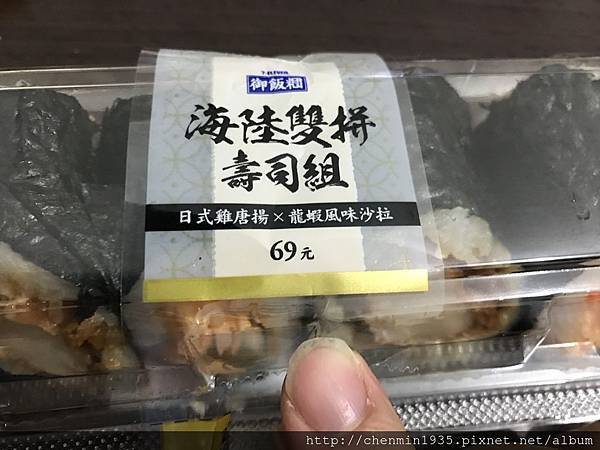 7-ELEVEN
御飯糰
海陸雙拼
壽司組
日式雞唐揚×龍蝦風味沙拉
69元
http://chenmin1935.pixnet.net/album